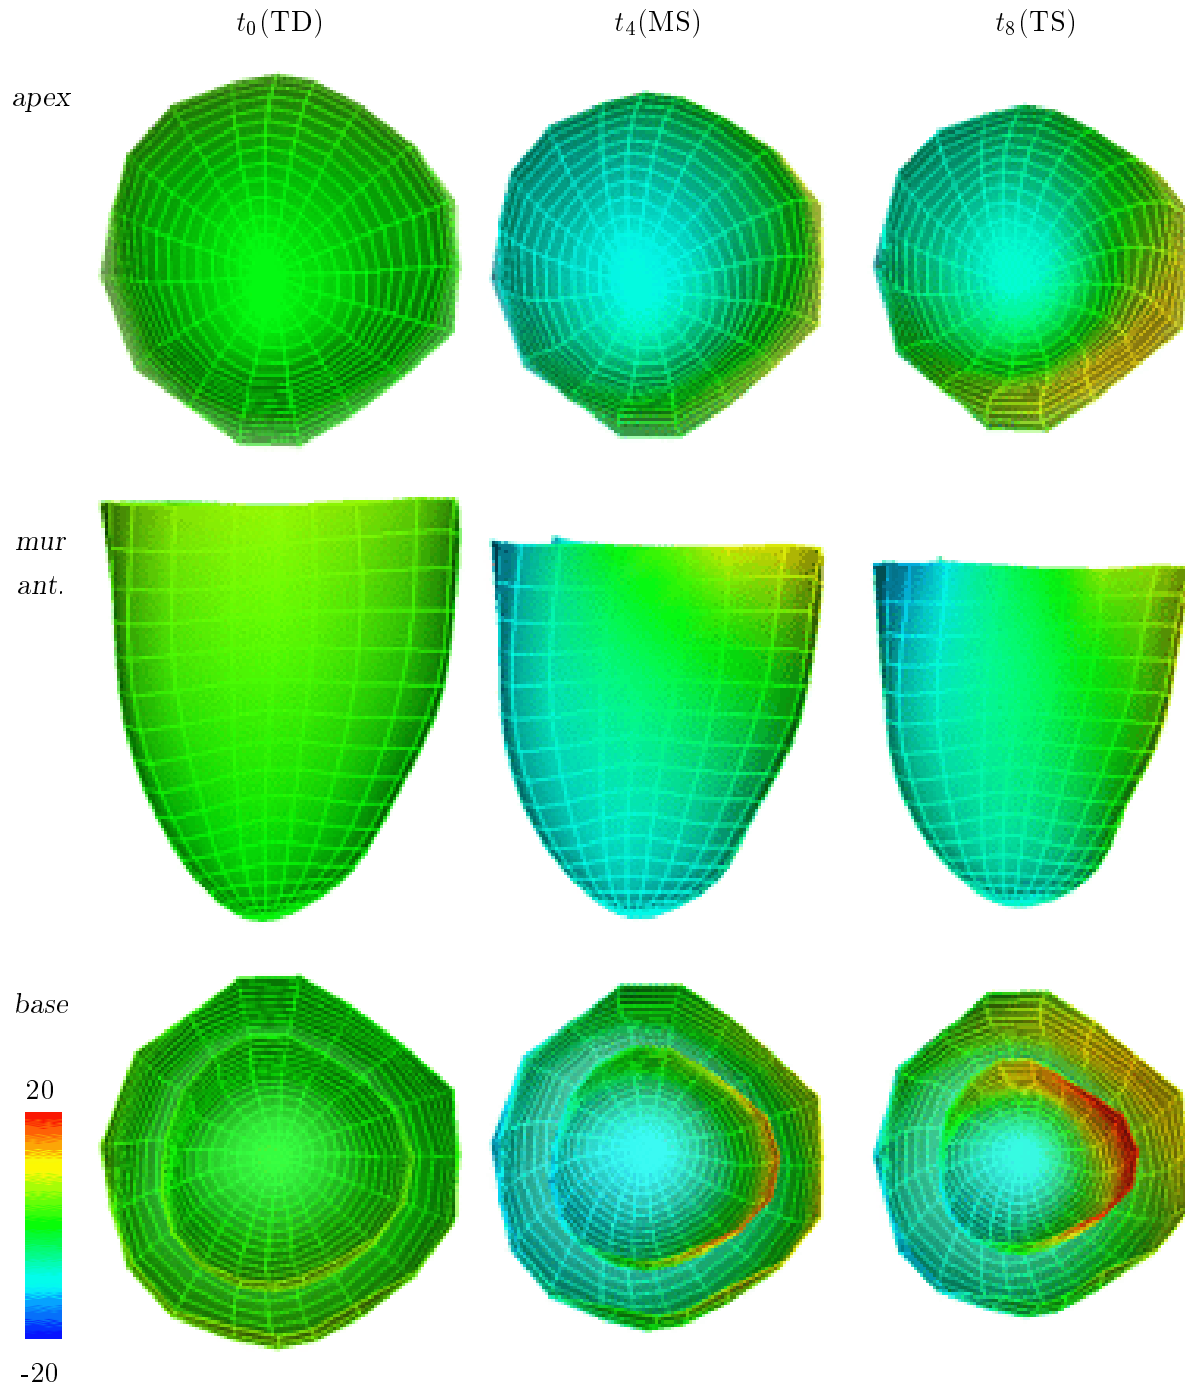 t₀(TD) t₄(MS) t₈(TS)
apex
mur
ant.
base
20
-20